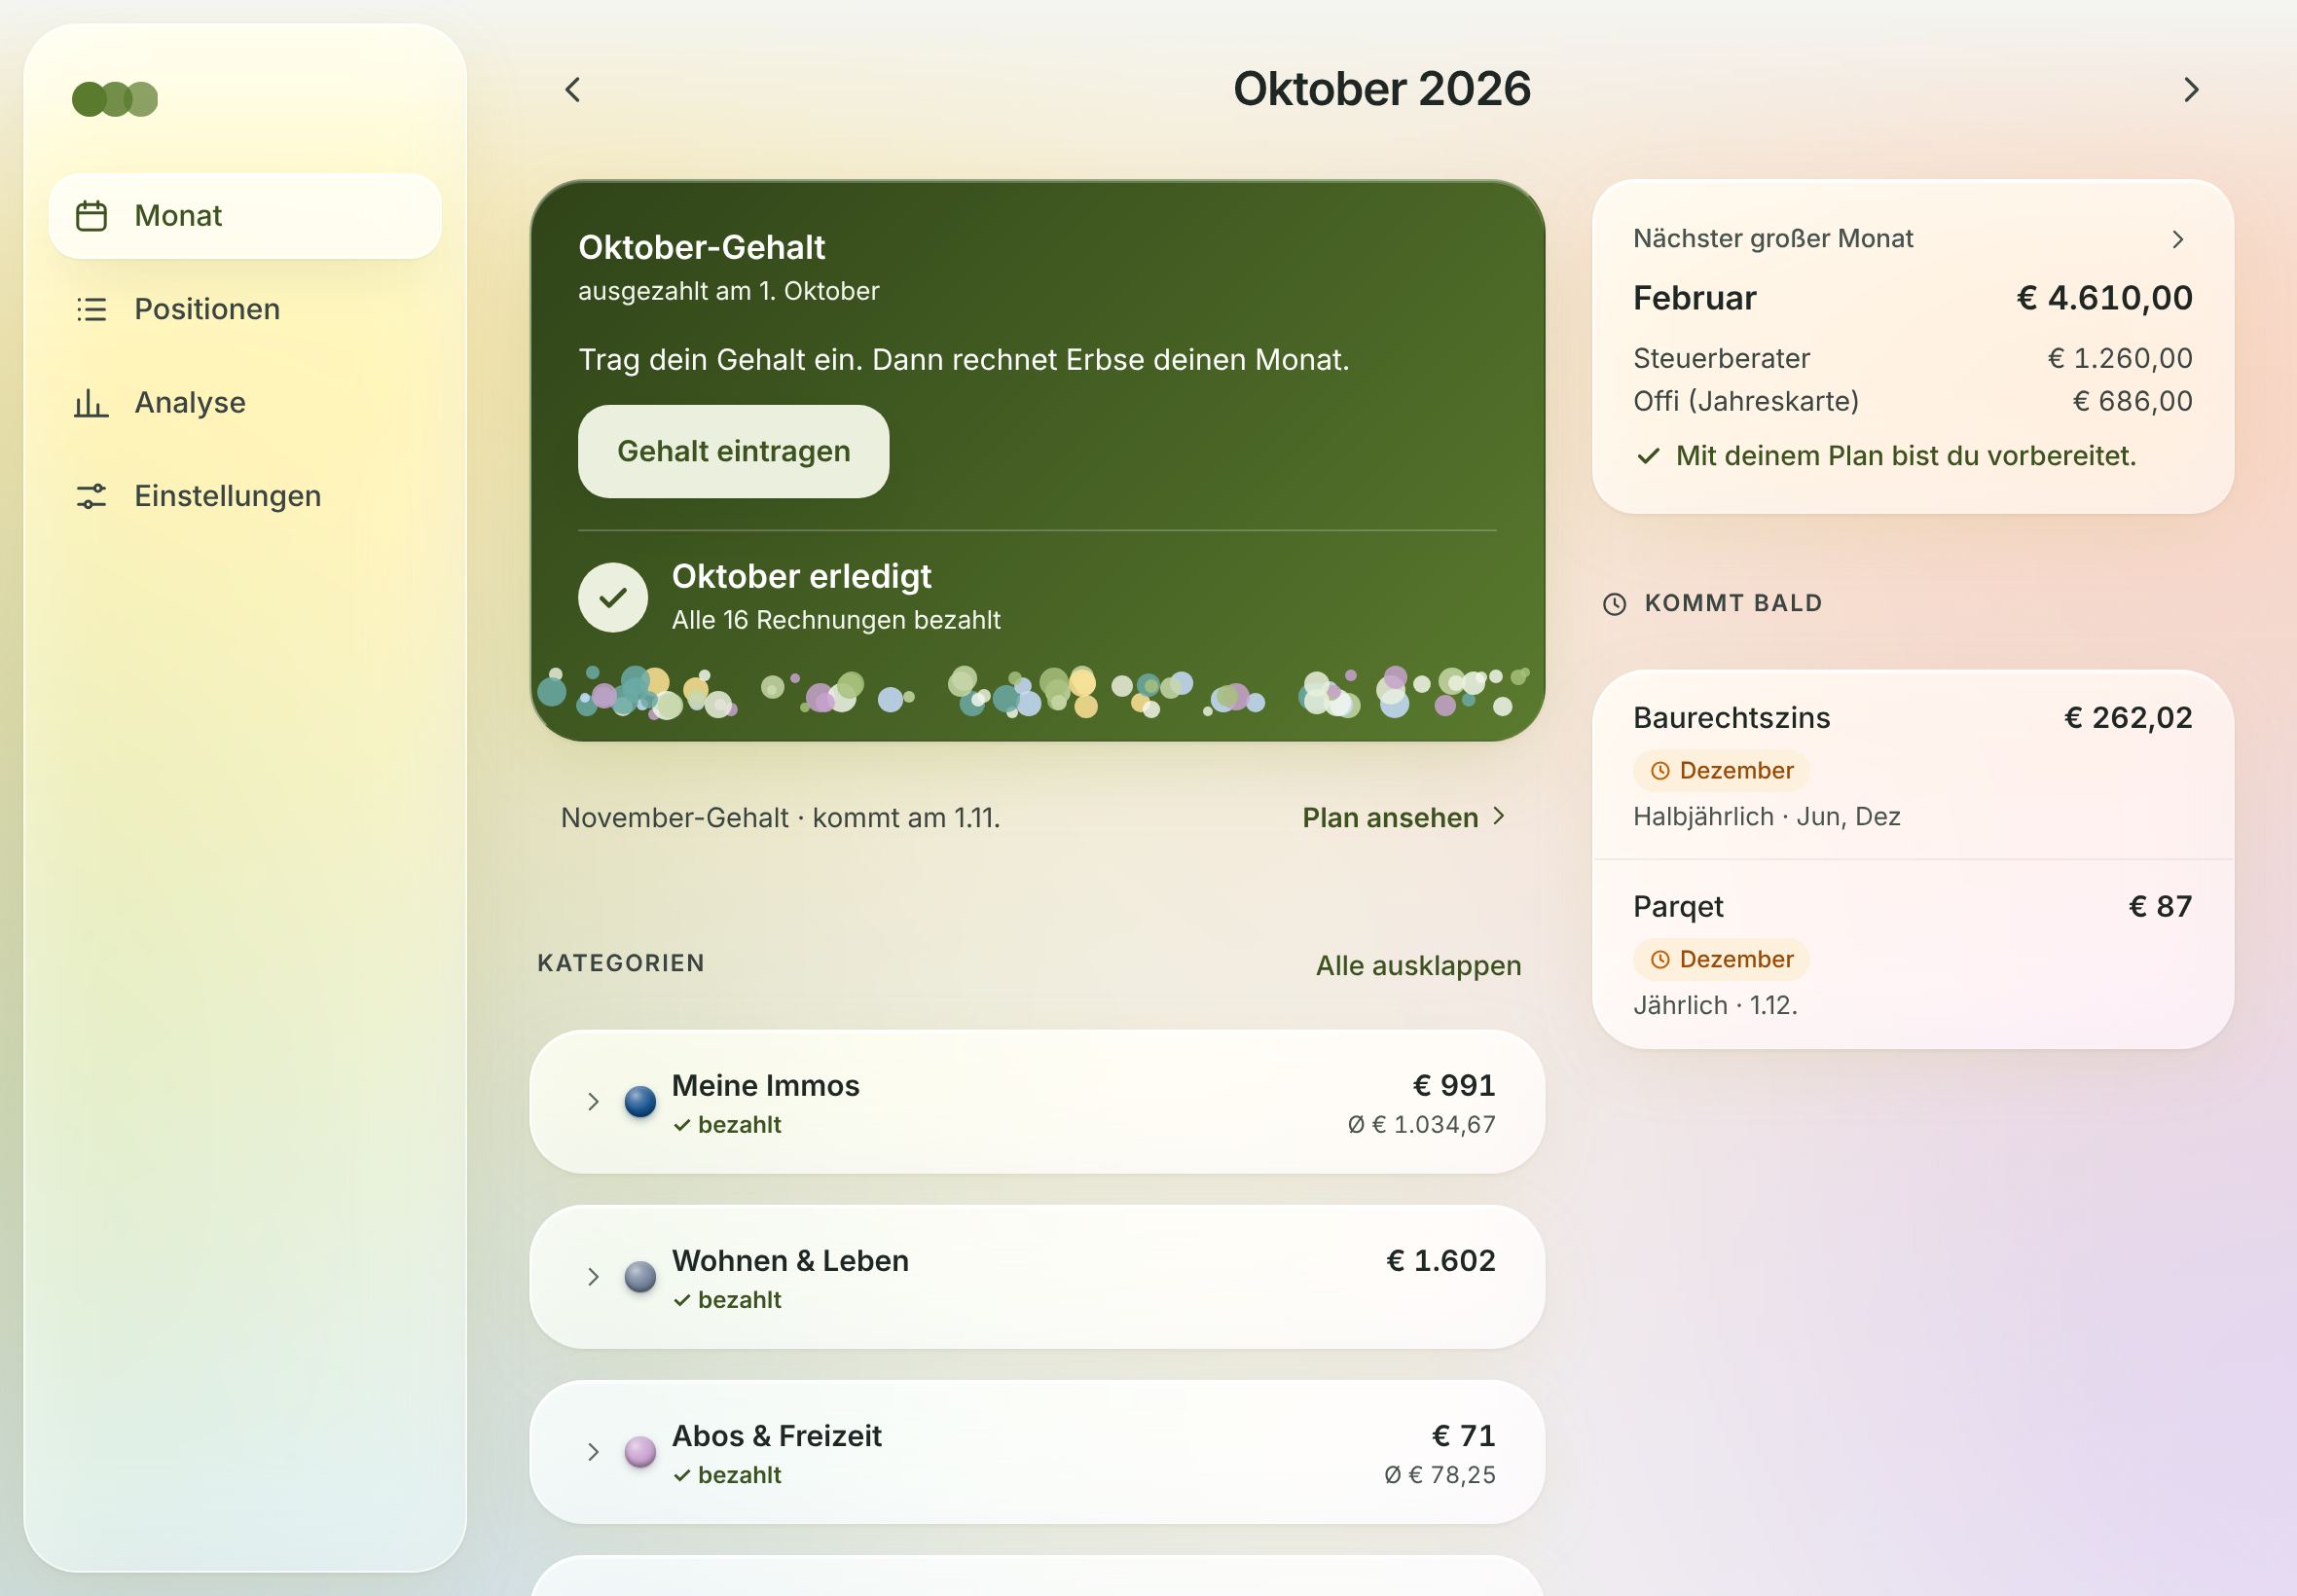 Oktober 2026
Monat
Positionen
Analyse
Einstellungen
Oktober-Gehalt
ausgezahlt am 1. Oktober
Trag dein Gehalt ein. Dann rechnet Erbse deinen Monat.
Gehalt eintragen
Oktober erledigt
Alle 16 Rechnungen bezahlt
November-Gehalt · kommt am 1.11.
Plan ansehen
KATEGORIEN
Alle ausklappen
Meine Immos € 991
bezahlt Ø € 1.034,67
Wohnen & Leben € 1.602
bezahlt
Abos & Freizeit € 71
bezahlt Ø € 78,25
Nächster großer Monat
Februar € 4.610,00
Steuerberater € 1.260,00
Offi (Jahreskarte) € 686,00
Mit deinem Plan bist du vorbereitet.
KOMMT BALD
Baurechtszins € 262,02
Dezember
Halbjährlich · Jun, Dez
Parqet € 87
Dezember
Jährlich · 1.12.